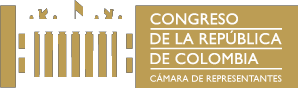 CONGRESO
DE LA REPÚBLICA
DE COLOMBIA
CÁMARA DE REPRESENTANTES